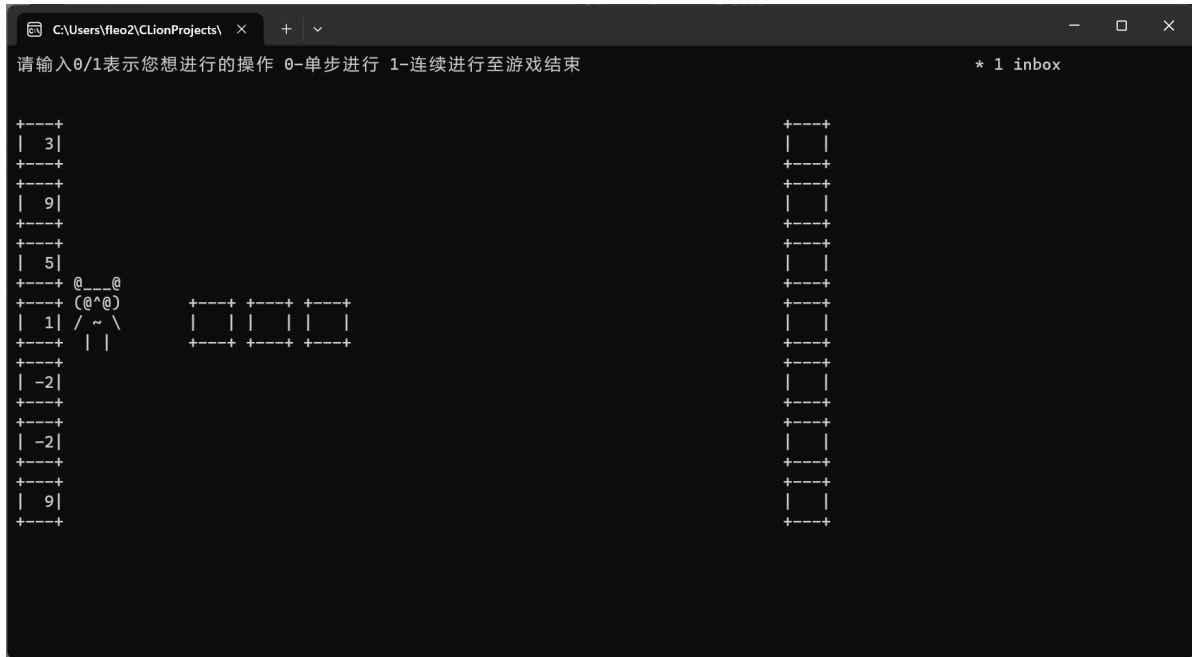 C:\Users\fleo2\CLionProjects\
请输入0/1表示您想进行的操作 0-单步进行 1-连续进行至游戏结束 * 1 inbox
+---+ +---+
| 3| | |
+---+ +---+
+---+ +---+
| 9| | |
+---+ +---+
+---+ +---+
| 5| | |
+---+ @___@ +---+
+---+ (@^@) +---+ +---+ +---+ +---+
| 1| / ~ \ | | | | | | | |
+---+ | | +---+ +---+ +---+ +---+
+---+ +---+
| -2| | |
+---+ +---+
+---+ +---+
| -2| | |
+---+ +---+
+---+ +---+
| 9| | |
+---+ +---+